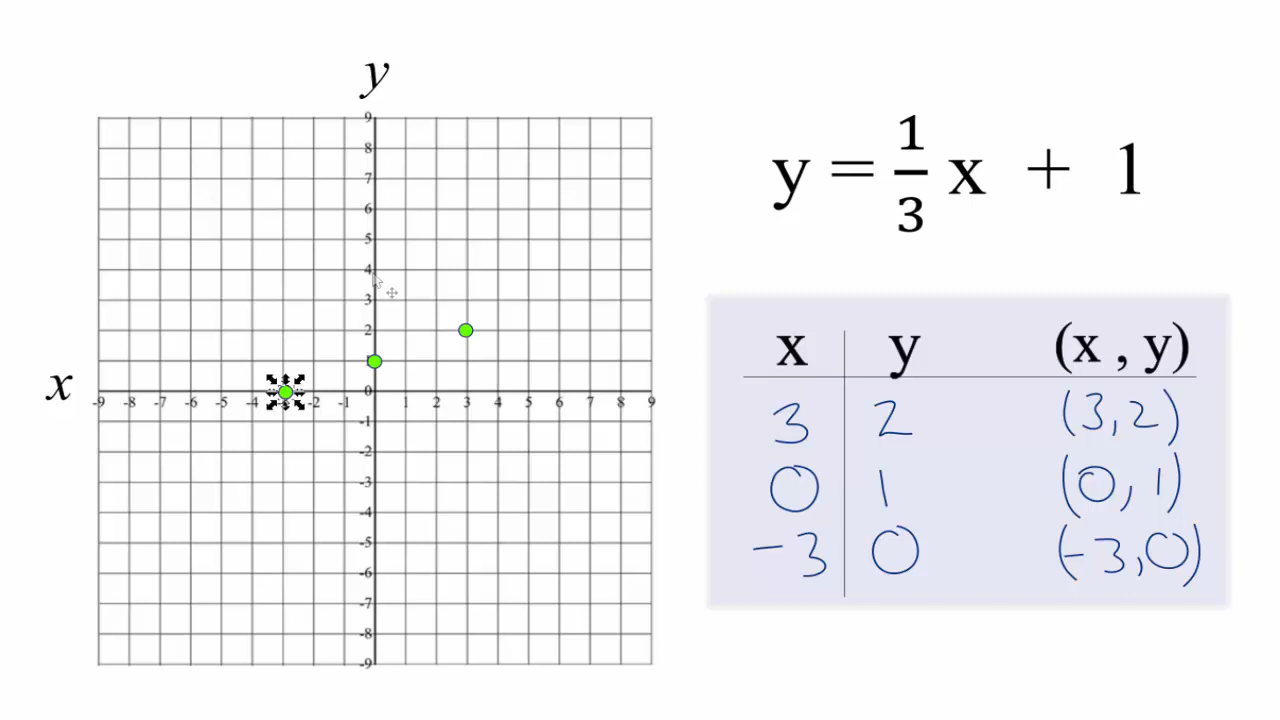 y
9
8
7
6
5
4
3
2
x -9 -8 -7 -6 -5 -4 -2 -1 0 2 3 4 5 6 7 8 9
-1
-2
-3
-4
-5
-6
-7
-8
-9
y = 1/3 x + 1
x y (x , y)
3 2 (3,2)
0 1 (0,1)
-3 0 (-3,0)